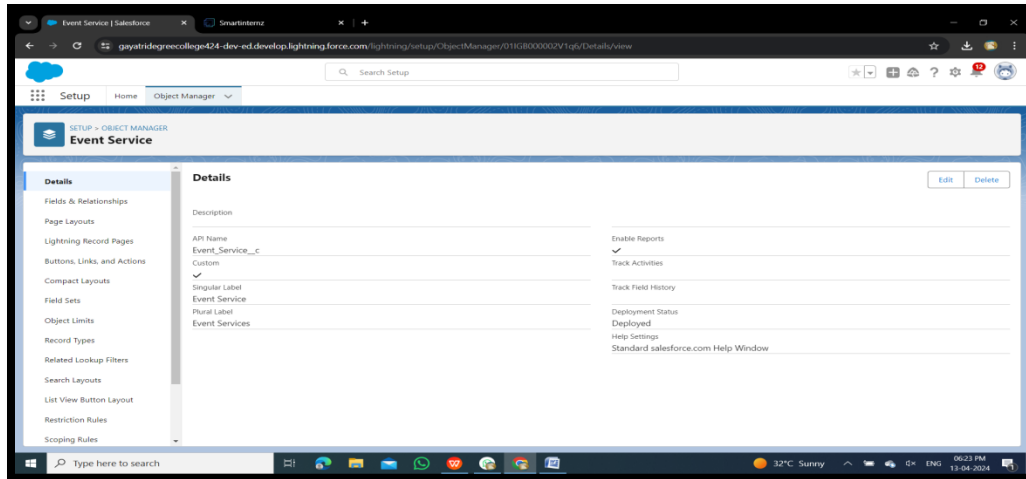 Event Service | Salesforce
Smartinternz
gayatridegreecollege424-dev-ed.develop.lightning.force.com/lightning/setup/ObjectManager/01IGB000002V1q6/Details/view
Search Setup
12
Setup
Home
Object Manager
SETUP > OBJECT MANAGER
Event Service
Details
Fields & Relationships
Page Layouts
Lightning Record Pages
Buttons, Links, and Actions
Compact Layouts
Field Sets
Object Limits
Record Types
Related Lookup Filters
Search Layouts
List View Button Layout
Restriction Rules
Scoping Rules
Details
Edit
Delete
Description
API Name
Event_Service__c
Custom
Singular Label
Event Service
Plural Label
Event Services
Enable Reports
Track Activities
Track Field History
Deployment Status
Deployed
Help Settings
Standard salesforce.com Help Window
Type here to search
32°C Sunny
ENG
06:23 PM
13-04-2024